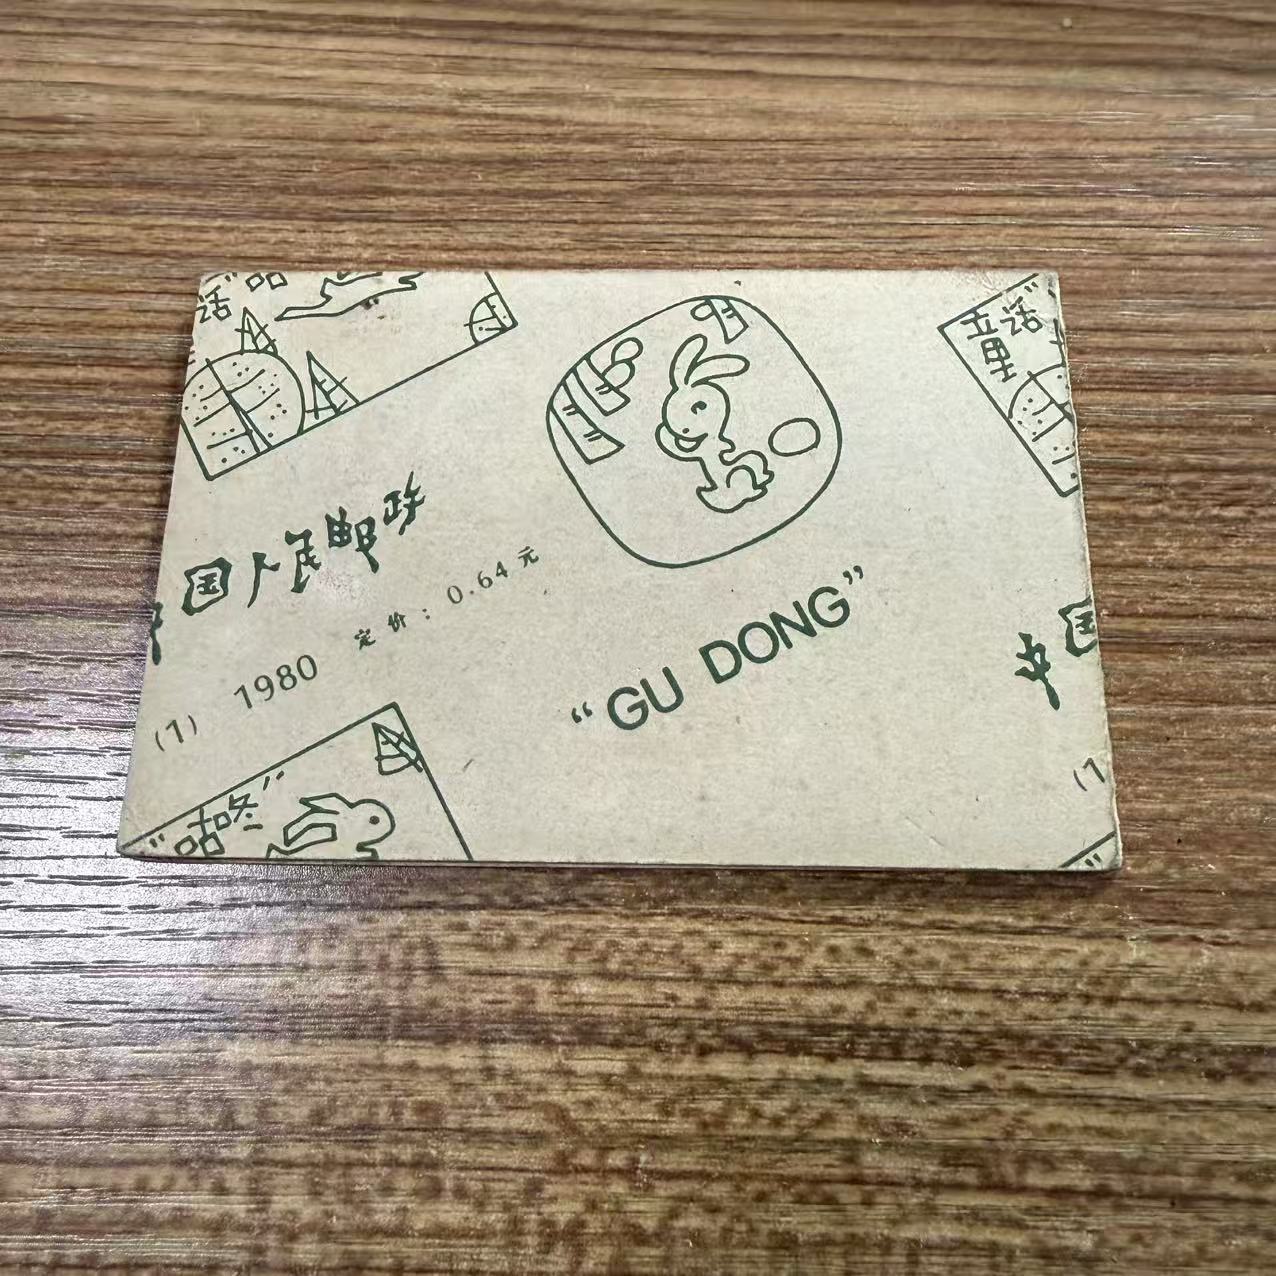 话" "咕
童话"
中国人民邮政
定价:0.64元
(1) 1980
"GU DONG"
中国
(1
"咕咚"